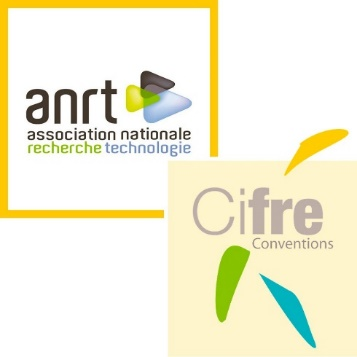 anrt
association nationale
recherche technologie
Cifre
Conventions